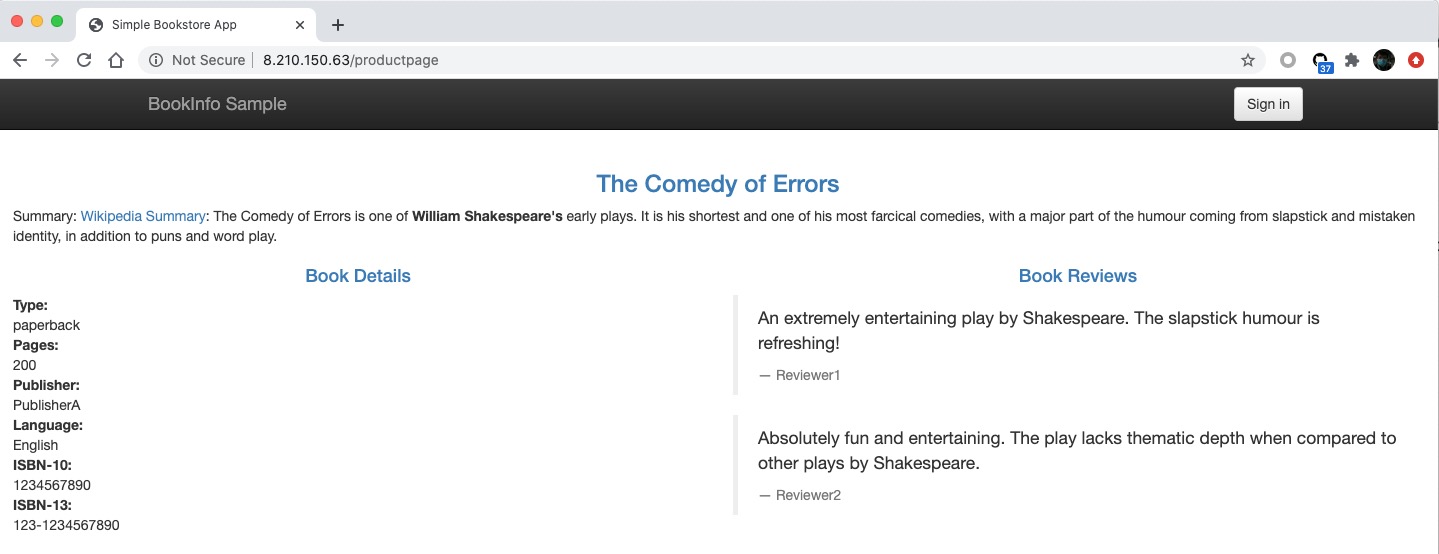 Simple Bookstore App
Not Secure
8.210.150.63/productpage
37
BookInfo Sample
Sign in
The Comedy of Errors
Summary: Wikipedia Summary: The Comedy of Errors is one of William Shakespeare's early plays. It is his shortest and one of his most farcical comedies, with a major part of the humour coming from slapstick and mistaken
identity, in addition to puns and word play.
Book Details
Type:
paperback
Pages:
200
Publisher:
PublisherA
Language:
English
ISBN-10:
1234567890
ISBN-13:
123-1234567890
Book Reviews
An extremely entertaining play by Shakespeare. The slapstick humour is
refreshing!
— Reviewer1
Absolutely fun and entertaining. The play lacks thematic depth when compared to
other plays by Shakespeare.
— Reviewer2